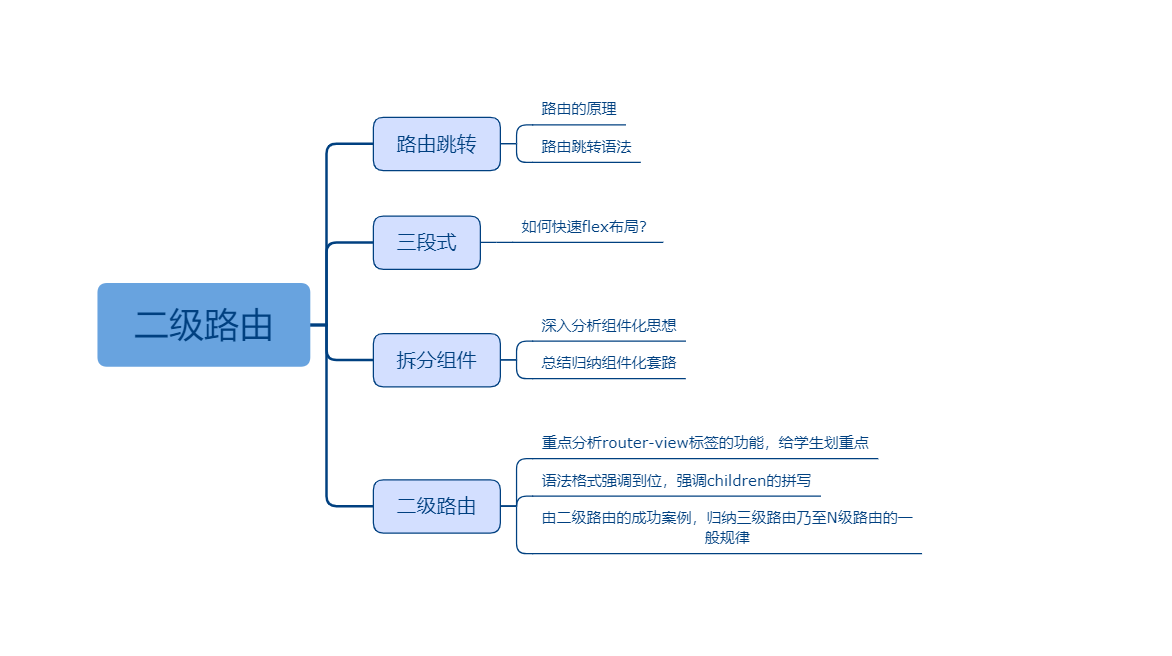 二级路由
路由跳转
路由的原理
路由跳转语法
三段式
如何快速flex布局？
拆分组件
深入分析组件化思想
总结归纳组件化套路
二级路由
重点分析router-view标签的功能，给学生划重点
语法格式强调到位，强调children的拼写
由二级路由的成功案例，归纳三级路由乃至N级路由的一
般规律